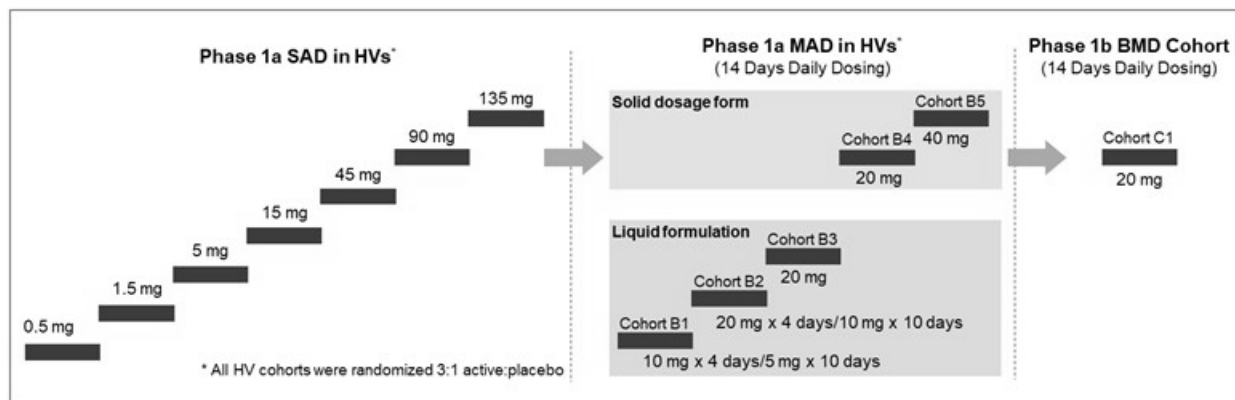 Phase 1a SAD in HVs*
135 mg
90 mg
45 mg
15 mg
5 mg
1.5 mg
0.5 mg
* All HV cohorts were randomized 3:1 active:placebo
Phase 1a MAD in HVs*
(14 Days Daily Dosing)
Solid dosage form
Cohort B5
40 mg
Cohort B4
20 mg
Liquid formulation
Cohort B3
20 mg
Cohort B2
20 mg x 4 days/10 mg x 10 days
Cohort B1
10 mg x 4 days/5 mg x 10 days
Phase 1b BMD Cohort
(14 Days Daily Dosing)
Cohort C1
20 mg